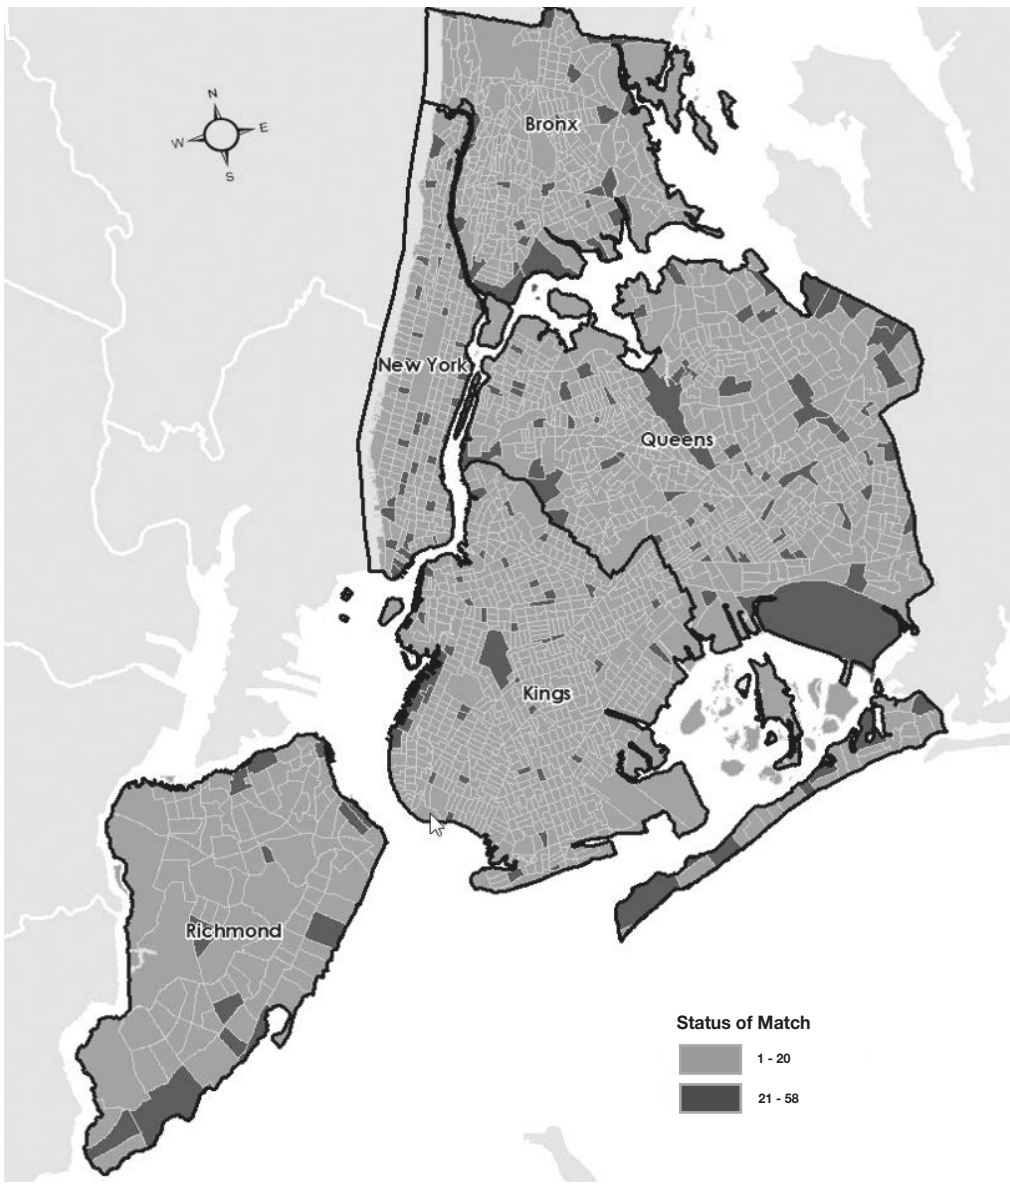 N
W
E
S
Bronx
New York
Queens
Kings
Richmond
Status of Match
1 - 20
21 - 58